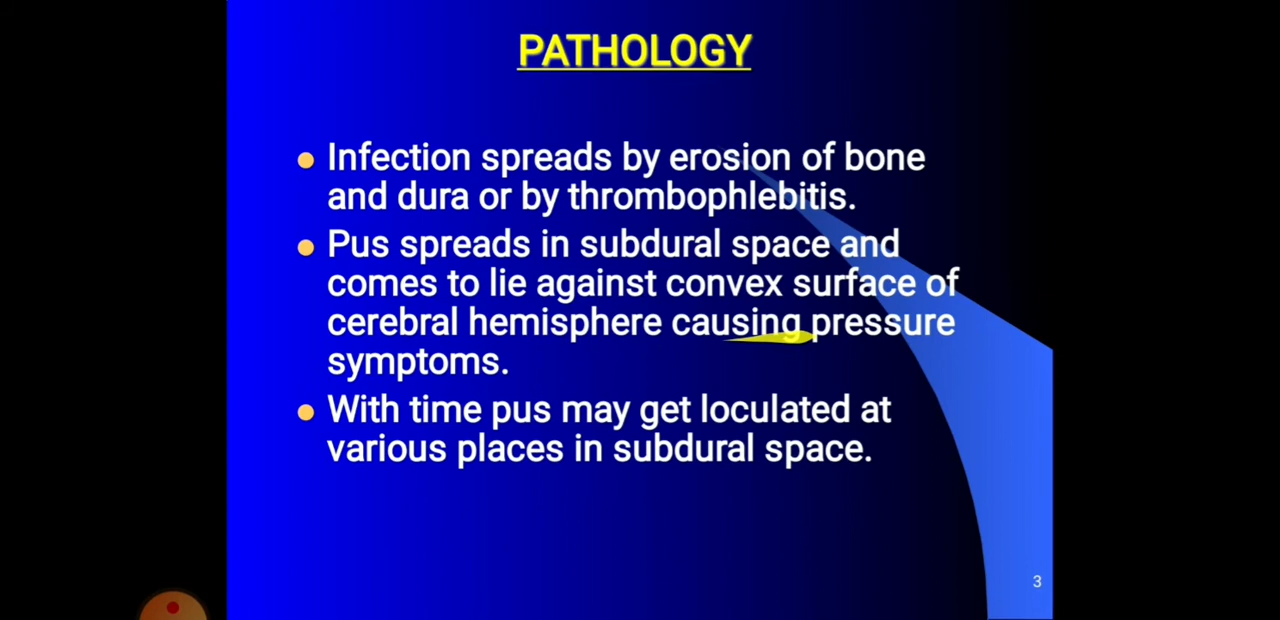 PATHOLOGY
Infection spreads by erosion of bone
and dura or by thrombophlebitis.
Pus spreads in subdural space and
comes to lie against convex surface of
cerebral hemisphere causing pressure
symptoms.
With time pus may get loculated at
various places in subdural space.
3